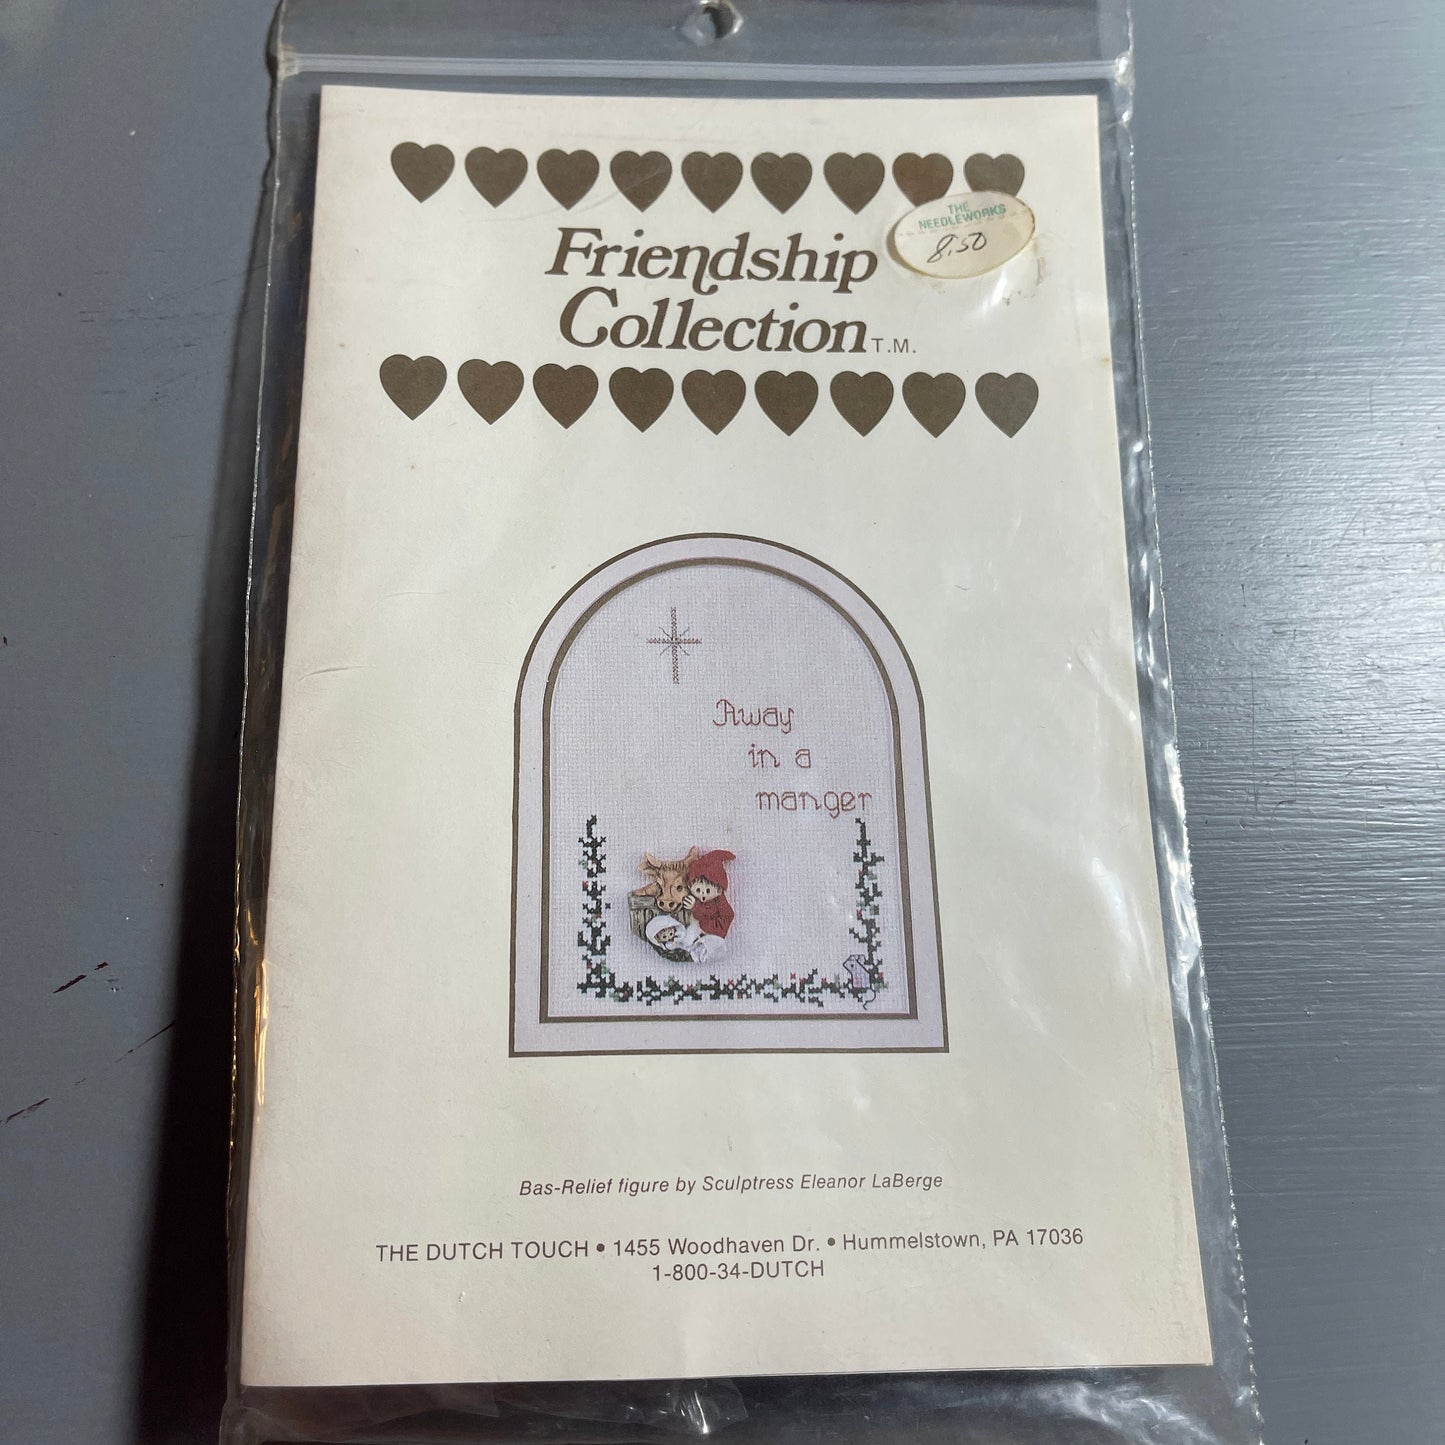 THE
NEEDLEWORKS
8.50
Friendship
Collection T.M.
Away
in a
manger
Bas-Relief figure by Sculptress Eleanor LaBerge
THE DUTCH TOUCH • 1455 Woodhaven Dr. • Hummelstown, PA 17036
1-800-34-DUTCH